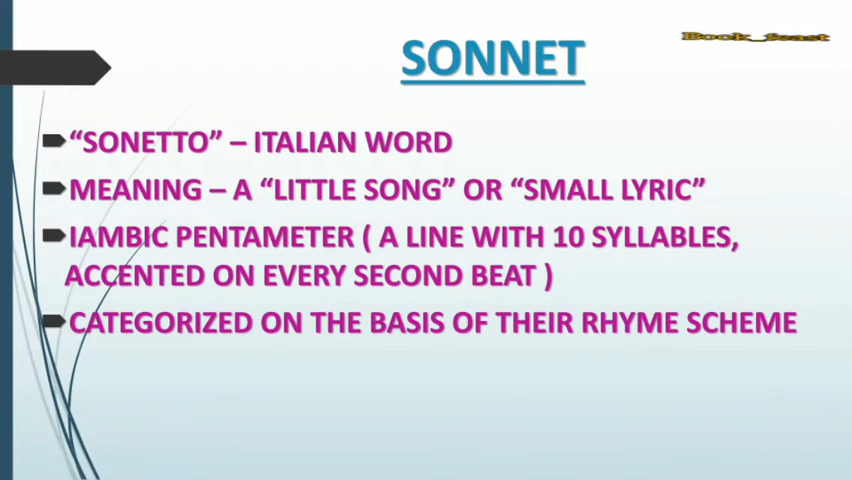 SONNET
Book_feast
"SONETTO" – ITALIAN WORD
MEANING – A "LITTLE SONG" OR "SMALL LYRIC"
IAMBIC PENTAMETER ( A LINE WITH 10 SYLLABLES,
ACCENTED ON EVERY SECOND BEAT )
CATEGORIZED ON THE BASIS OF THEIR RHYME SCHEME